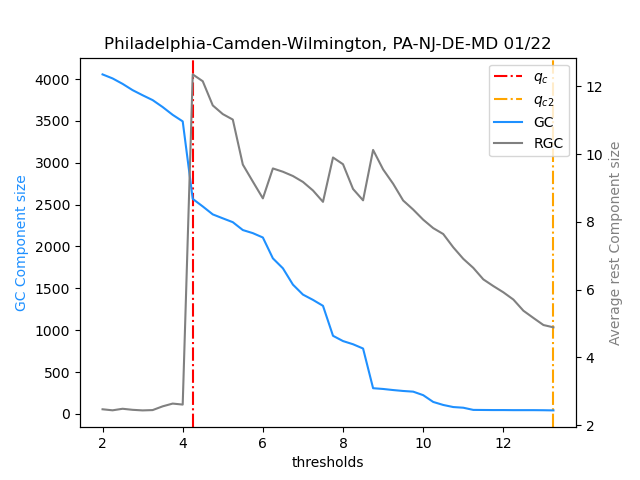 Philadelphia-Camden-Wilmington, PA-NJ-DE-MD 01/22
GC Component size
4000
3500
3000
2500
2000
1500
1000
500
0
q_c
q_c2
GC
RGC
12
10
8
6
4
2
Average rest Component size
2 4 6 8 10 12
thresholds